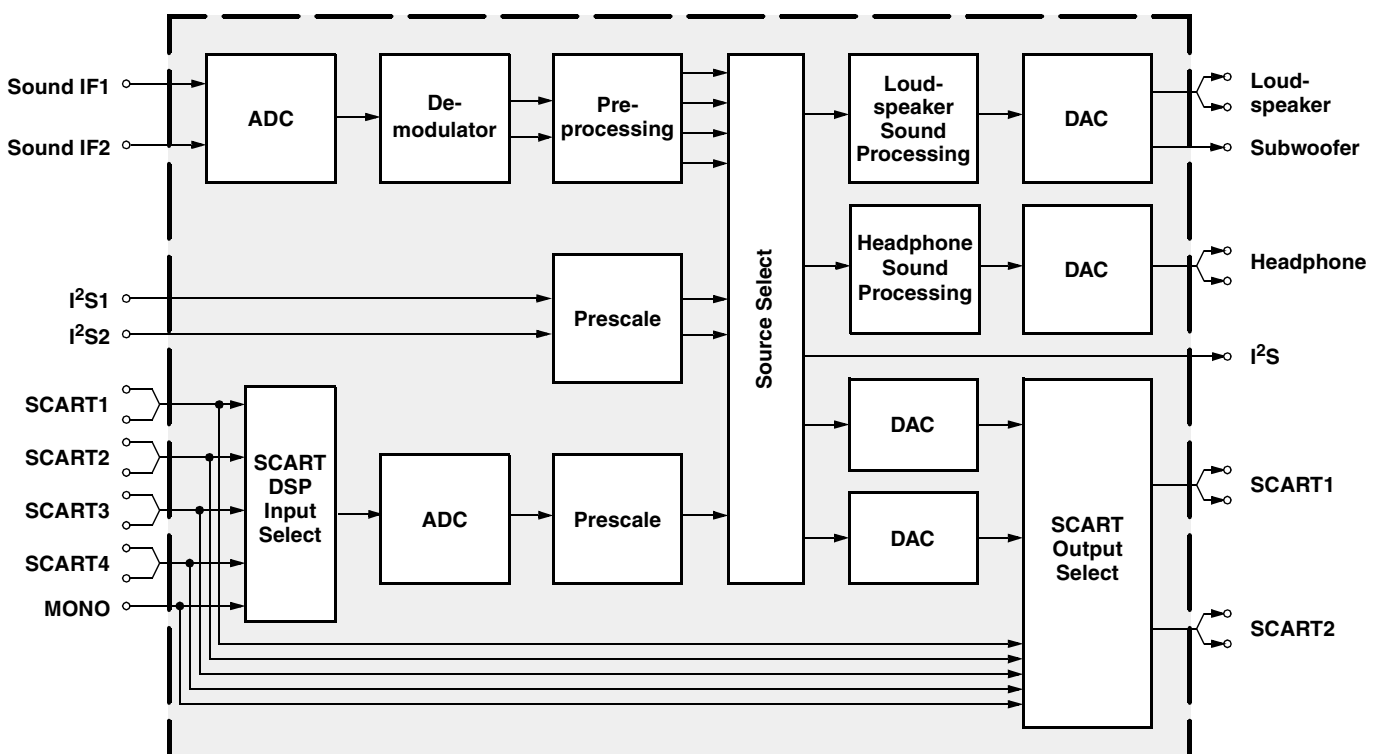 Sound IF1
Sound IF2
ADC
De-
modulator
Pre-
processing
Loud-
speaker
Sound
Processing
DAC
Loud-
speaker
Subwoofer
Headphone
Sound
Processing
DAC
Headphone
I²S1
I²S2
Prescale
Source Select
I²S
SCART1
SCART2
SCART3
SCART4
MONO
SCART
DSP
Input
Select
ADC
Prescale
DAC
DAC
SCART
Output
Select
SCART1
SCART2